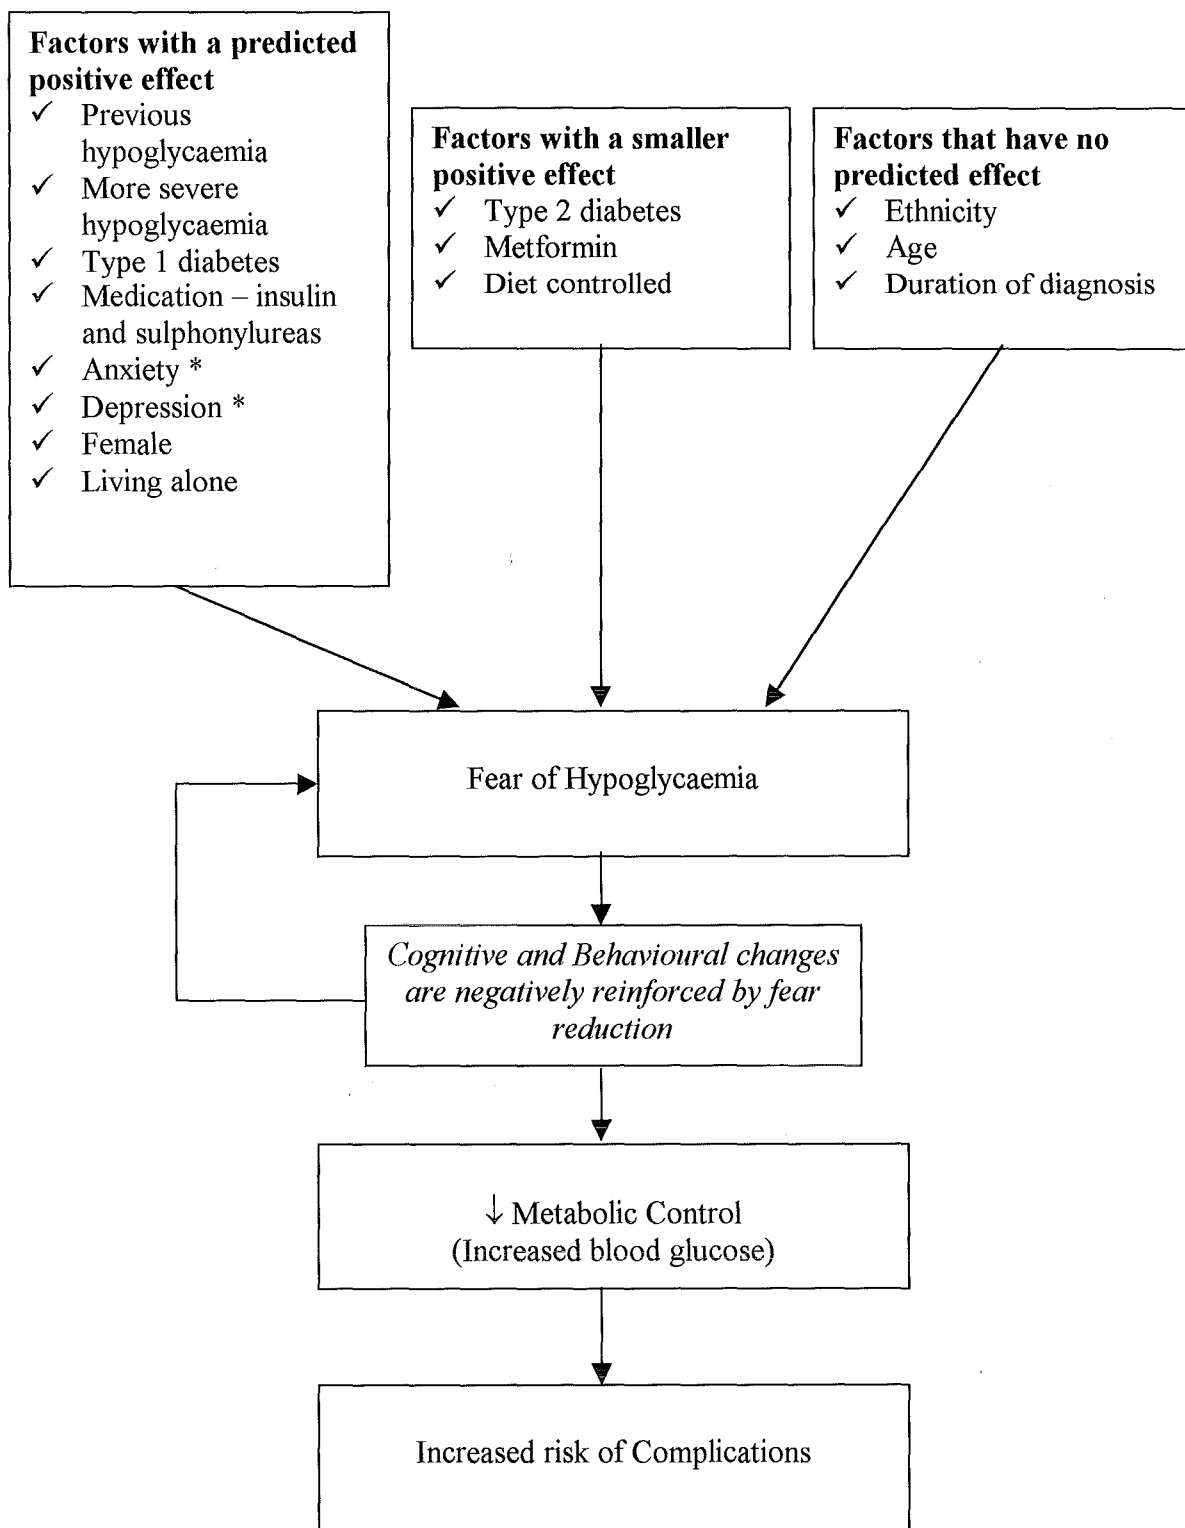 Factors with a predicted
positive effect
✓ Previous
hypoglycaemia
✓ More severe
hypoglycaemia
✓ Type 1 diabetes
✓ Medication – insulin
and sulphonylureas
✓ Anxiety *
✓ Depression *
✓ Female
✓ Living alone
Factors with a smaller
positive effect
✓ Type 2 diabetes
✓ Metformin
✓ Diet controlled
Factors that have no
predicted effect
✓ Ethnicity
✓ Age
✓ Duration of diagnosis
Fear of Hypoglycaemia
Cognitive and Behavioural changes
are negatively reinforced by fear
reduction
↓ Metabolic Control
(Increased blood glucose)
Increased risk of Complications